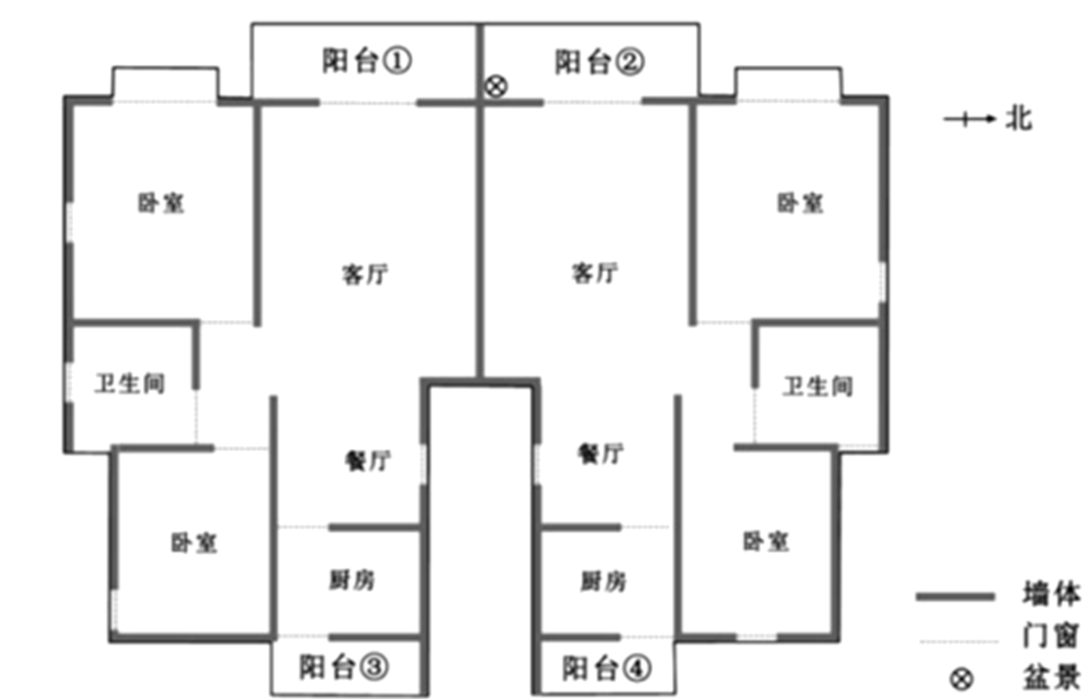 阳台① 阳台②
北
卧室 卧室
客厅 客厅
卫生间 卫生间
餐厅 餐厅
卧室 卧室
厨房 厨房
墙体
门窗
阳台③ 阳台④
盆景